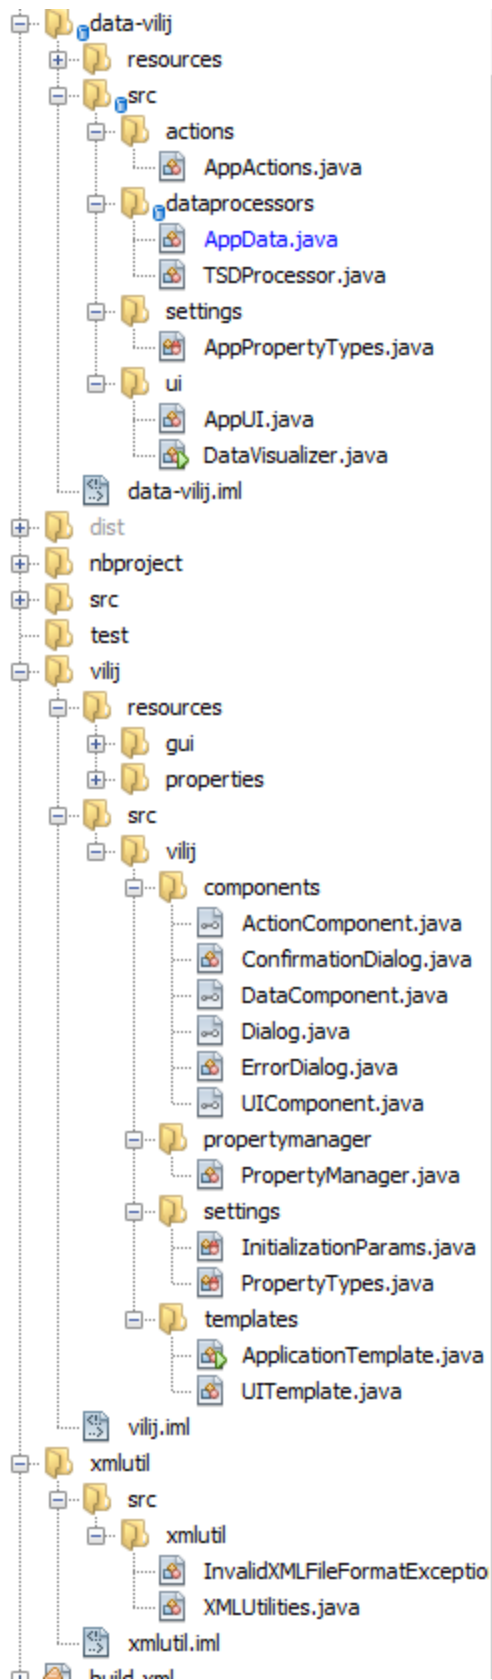 data-vilij
resources
src
actions
AppActions.java
dataprocessors
AppData.java
TSDProcessor.java
settings
AppPropertyTypes.java
ui
AppUI.java
DataVisualizer.java
data-vilij.iml
dist
nbproject
src
test
vilij
resources
gui
properties
src
vilij
components
ActionComponent.java
ConfirmationDialog.java
DataComponent.java
Dialog.java
ErrorDialog.java
UIComponent.java
propertymanager
PropertyManager.java
settings
InitializationParams.java
PropertyTypes.java
templates
ApplicationTemplate.java
UITemplate.java
vilij.iml
xmlutil
src
xmlutil
InvalidXMLFileFormatExceptio
XMLUtilities.java
xmlutil.iml
build.xml